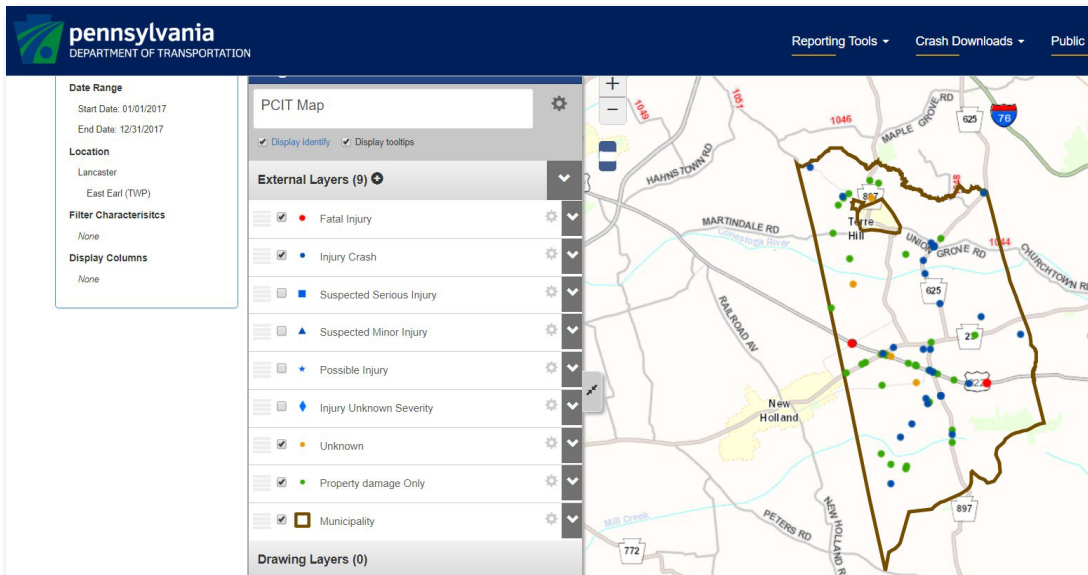 pennsylvania
DEPARTMENT OF TRANSPORTATION
Reporting Tools
Crash Downloads
Public
Date Range
Start Date: 01/01/2017
End Date: 12/31/2017
Location
Lancaster
East Earl (TWP)
Filter Characterisitcs
None
Display Columns
None
PCIT Map
Display identify
Display tooltips
External Layers (9)
Fatal Injury
Injury Crash
Suspected Serious Injury
Suspected Minor Injury
Possible Injury
Injury Unknown Severity
Unknown
Property damage Only
Municipality
Drawing Layers (0)
1049
1051
1046
MAPLE GROVE RD
625
76
HAHNSTOWN RD
897
MARTINDALE RD
Conestoga River
Terre
Hill
UNION GROVE RD
1044
CHURCHTOWN RD
625
RAILROAD AV
23
322
New
Holland
897
Mill Creek
PETERS RD
NEW HOLLAND R
772